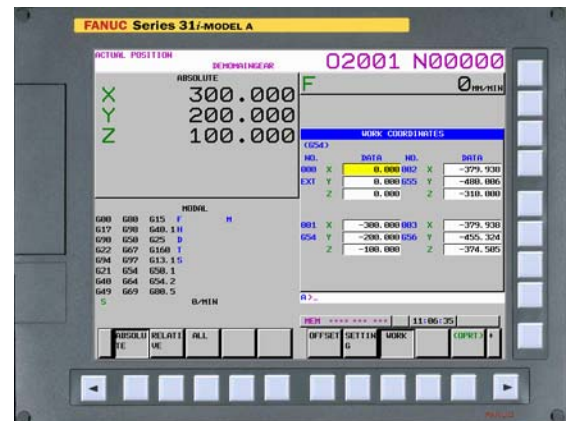 FANUC Series 31i-MODEL A
ACTUAL POSITION
DEMOMAINGEAR
O2001 N00000
ABSOLUTE
X 300.000
Y 200.000
Z 100.000
F 0 MM/MIN
WORK COORDINATES
(G54)
NO. DATA NO. DATA
000 X 0.000 002 X -379.930
EXT Y 0.000 G55 Y -480.006
Z 0.000 Z -310.000
001 X -300.000 003 X -379.930
G54 Y -200.000 G56 Y -455.324
Z -100.000 Z -374.505
MODAL
G00 G80 G15 F M
G17 G98 G40.1 H
G90 G50 G25 D
G22 G67 G160 T
G94 G97 G13.1 S
G21 G54 G50.1
G40 G64 G54.2
G49 G69 G80.5
S 0/MIN
A>_
MEM **** *** *** 11:06:35
ABSOLUTE RELATIVE ALL
OFFSET SETTING WORK (OPRT) +
FANUC